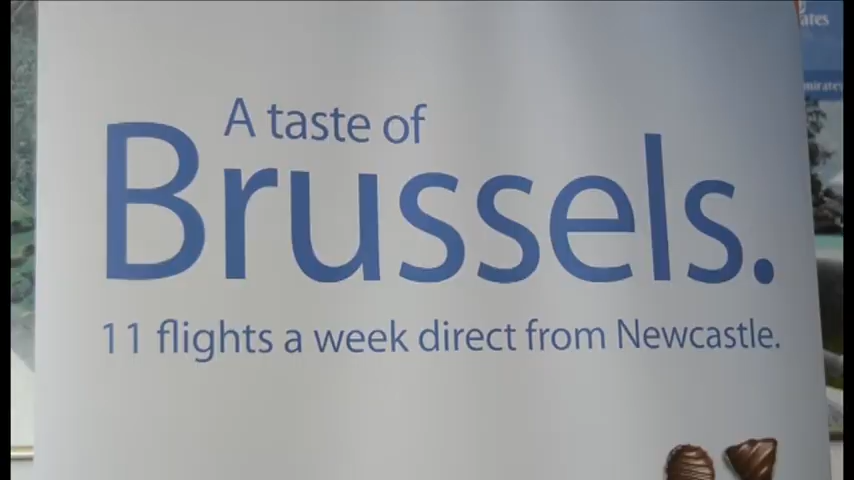 A taste of
Brussels.
11 flights a week direct from Newcastle.